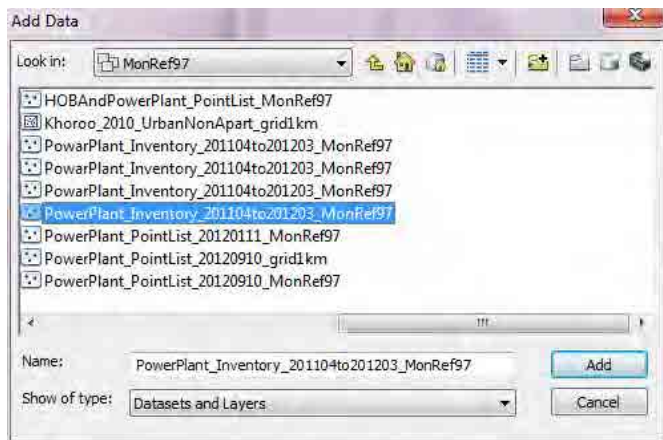 Add Data
Look in: MonRef97
HOBAndPowerPlant_PointList_MonRef97
Khoroo_2010_UrbanNonApart_grid1km
PowarPlant_Inventory_201104to201203_MonRef97
PowarPlant_Inventory_201104to201203_MonRef97
PowarPlant_Inventory_201104to201203_MonRef97
PowerPlant_Inventory_201104to201203_MonRef97
PowerPlant_PointList_20120111_MonRef97
PowerPlant_PointList_20120910_grid1km
PowerPlant_PointList_20120910_MonRef97
Name: PowerPlant_Inventory_201104to201203_MonRef97 Add
Show of type: Datasets and Layers Cancel